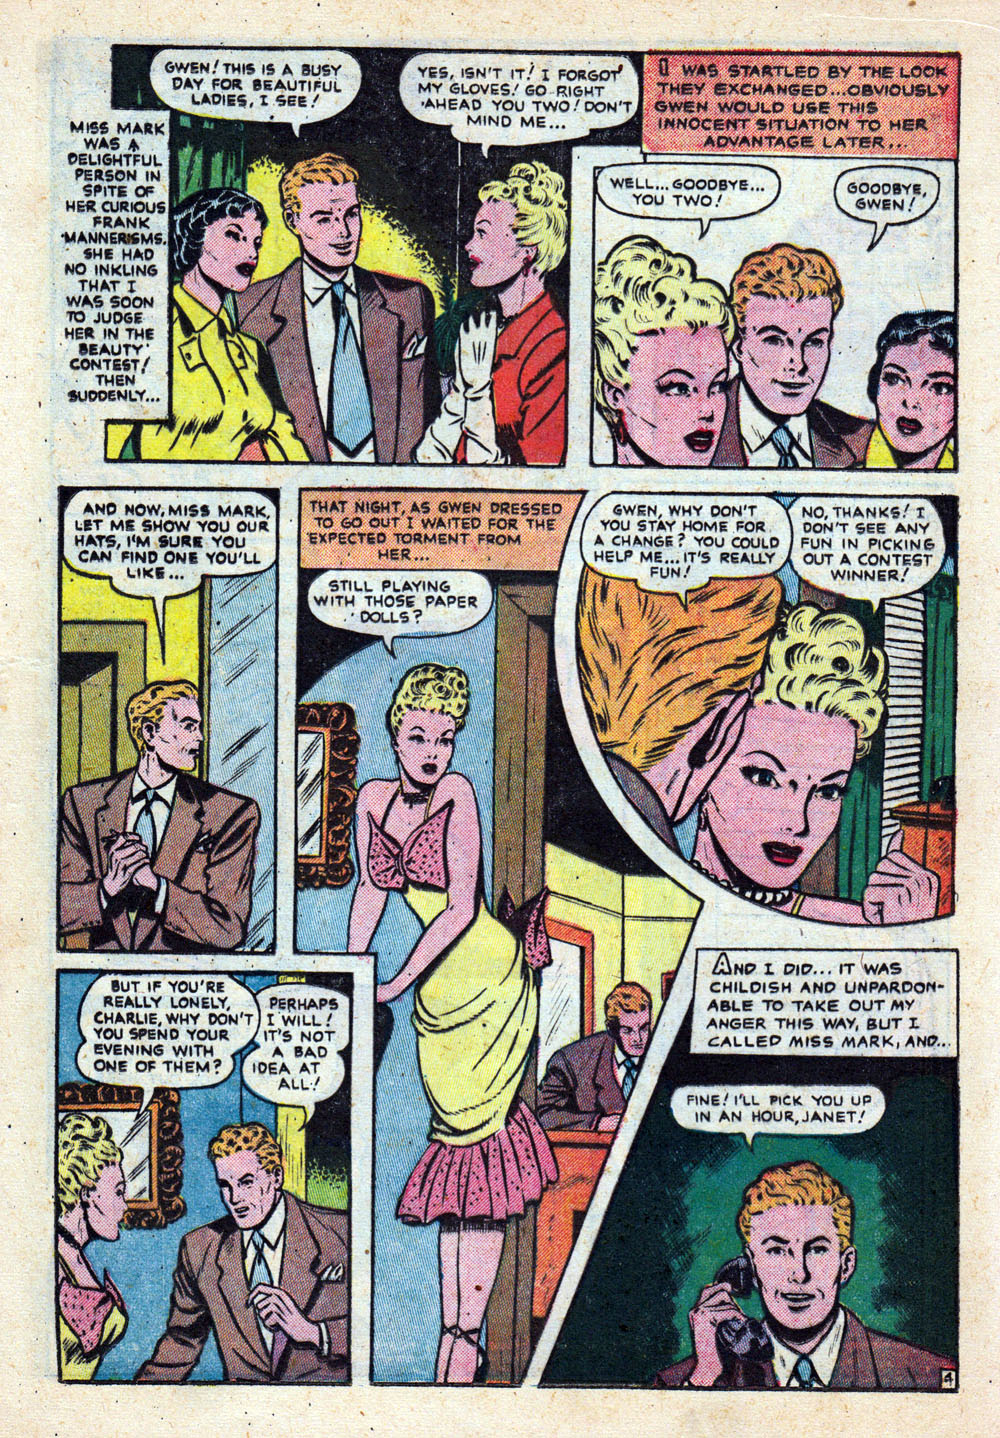 MISS MARK
WAS A
DELIGHTFUL
PERSON IN
SPITE OF
HER CURIOUS
FRANK
MANNERISMS.
SHE HAD
NO INKLING
THAT I
WAS SOON
TO JUDGE
HER IN THE
BEAUTY
CONTEST!
THEN
SUDDENLY...
GWEN! THIS IS A BUSY
DAY FOR BEAUTIFUL
LADIES, I SEE!
YES, ISN'T IT! I FORGOT
MY GLOVES! GO RIGHT
AHEAD YOU TWO! DON'T
MIND ME...
I WAS STARTLED BY THE LOOK
THEY EXCHANGED...OBVIOUSLY
GWEN WOULD USE THIS
INNOCENT SITUATION TO HER
ADVANTAGE LATER...
WELL...GOODBYE...
YOU TWO!
GOODBYE,
GWEN!
AND NOW, MISS MARK,
LET ME SHOW YOU OUR
HATS, I'M SURE YOU
CAN FIND ONE YOU'LL
LIKE...
THAT NIGHT, AS GWEN DRESSED
TO GO OUT I WAITED FOR THE
EXPECTED TORMENT FROM
HER...
STILL PLAYING
WITH THOSE PAPER
DOLLS?
GWEN, WHY DON'T
YOU STAY HOME FOR
A CHANGE? YOU COULD
HELP ME...IT'S REALLY
FUN!
NO, THANKS! I
DON'T SEE ANY
FUN IN PICKING
OUT A CONTEST
WINNER!
BUT IF YOU'RE
REALLY LONELY,
CHARLIE, WHY DON'T
YOU SPEND YOUR
EVENING WITH
ONE OF THEM?
PERHAPS
I WILL!
IT'S NOT
A BAD
IDEA AT
ALL!
AND I DID... IT WAS
CHILDISH AND UNPARDON-
ABLE TO TAKE OUT MY
ANGER THIS WAY, BUT I
CALLED MISS MARK, AND...
FINE! I'LL PICK YOU UP
IN AN HOUR, JANET!
4